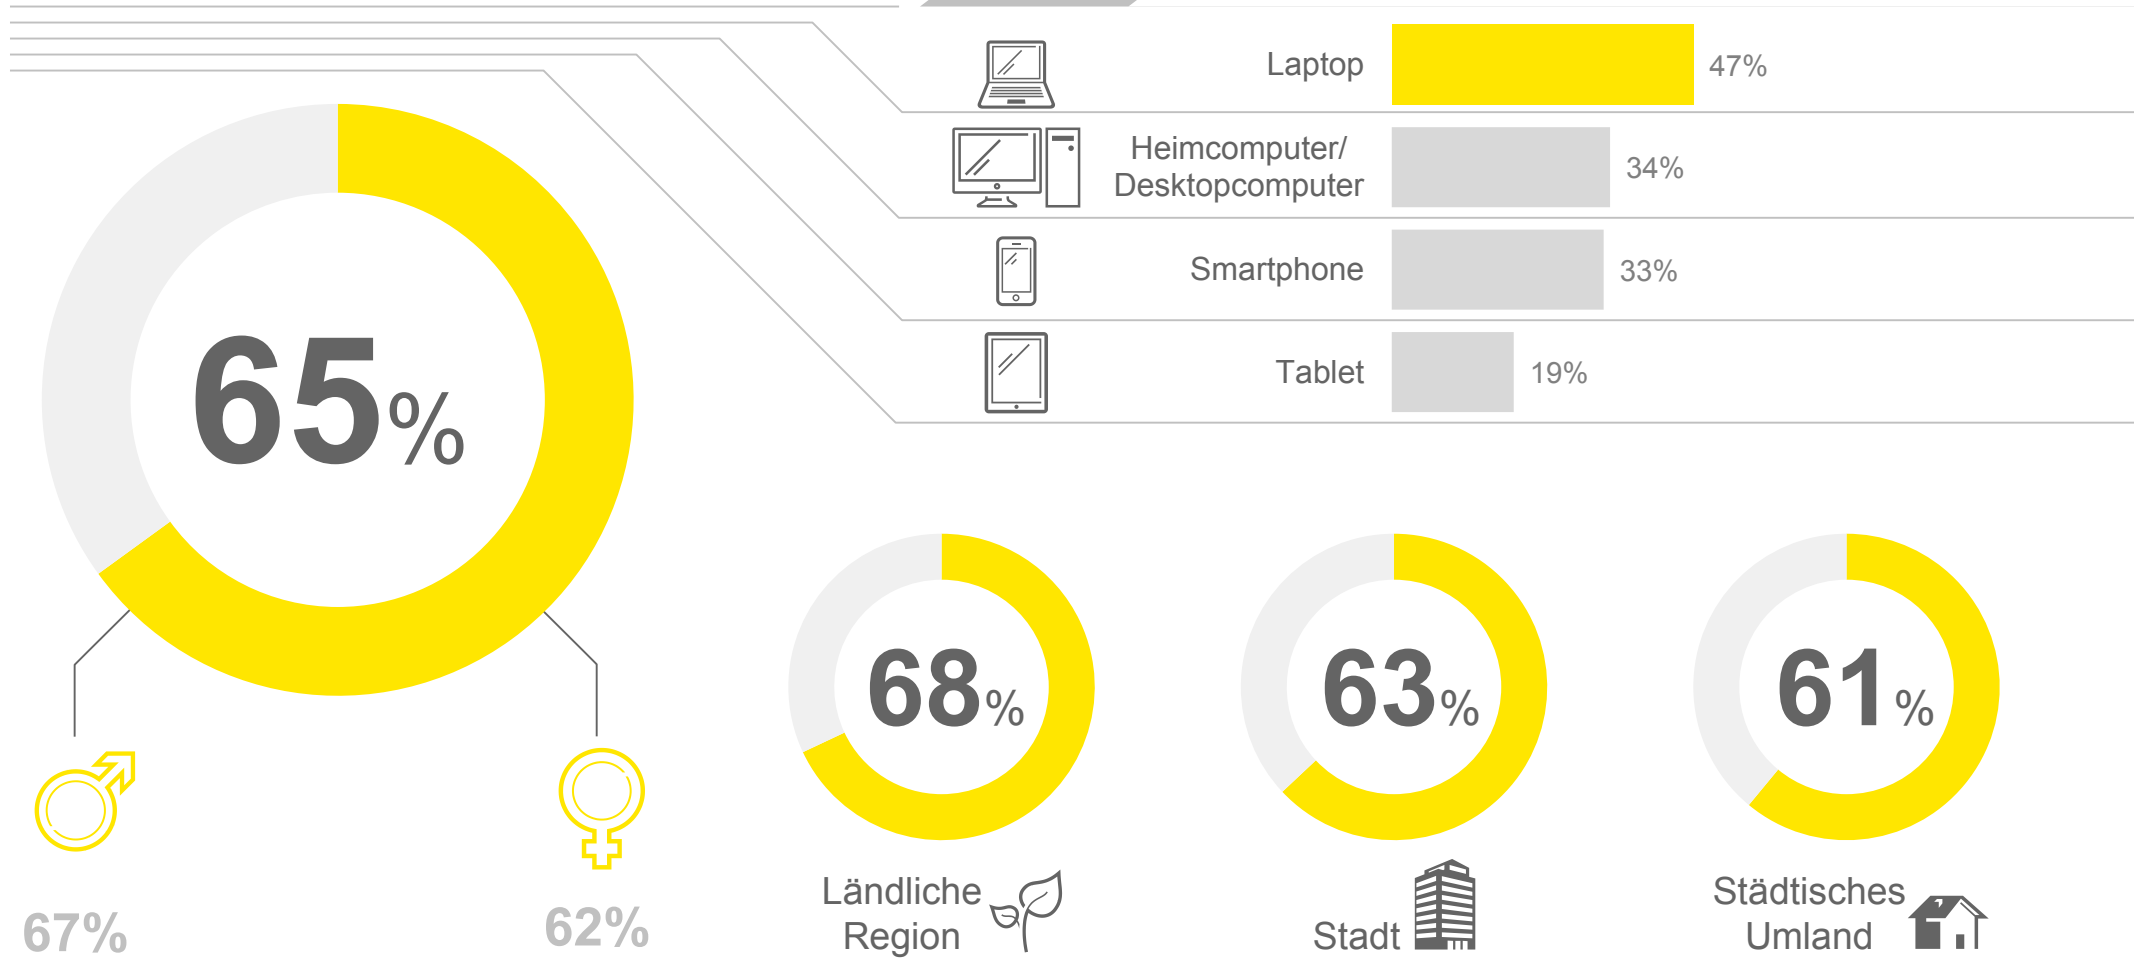 Laptop 47%
Heimcomputer/
Desktopcomputer 34%
Smartphone 33%
Tablet 19%
65%
67%
62%
68%
Ländliche
Region
63%
Stadt
61%
Städtisches
Umland